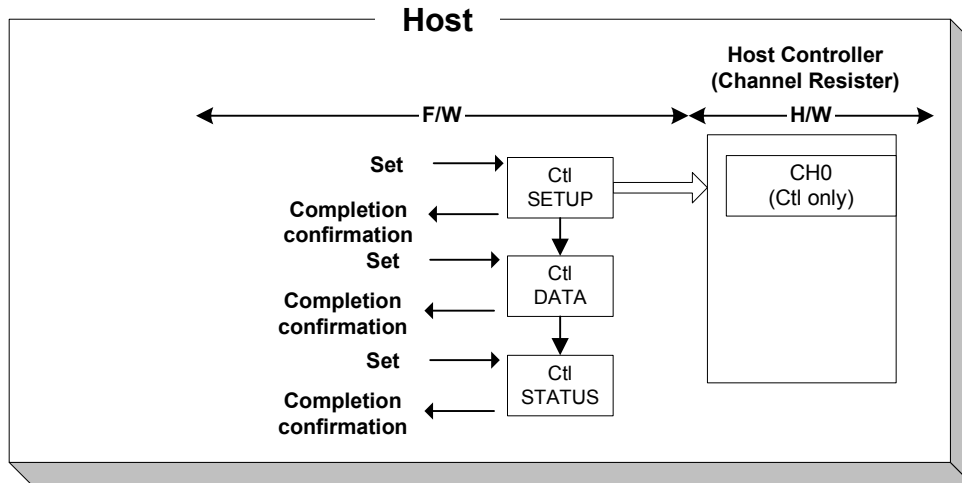 Host
Host Controller
(Channel Resister)
F/W
H/W
Set
Ctl
SETUP
CH0
(Ctl only)
Completion
confirmation
Set
Ctl
DATA
Completion
confirmation
Set
Ctl
STATUS
Completion
confirmation